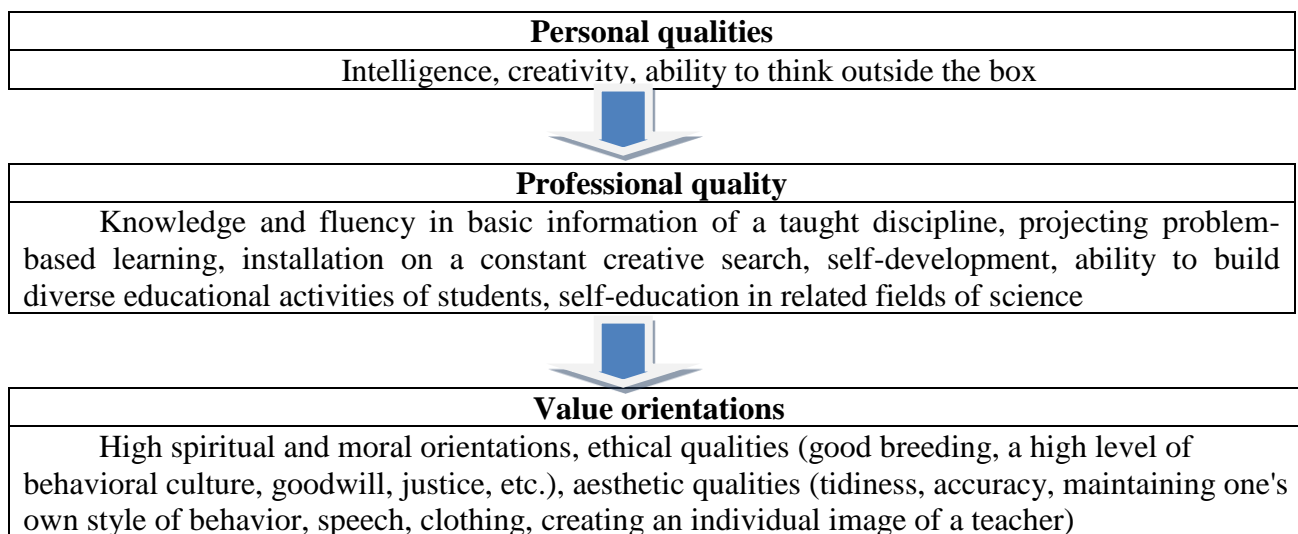 Personal qualities
Intelligence, creativity, ability to think outside the box
Professional quality
Knowledge and fluency in basic information of a taught discipline, projecting problem-
based learning, installation on a constant creative search, self-development, ability to build
diverse educational activities of students, self-education in related fields of science
Value orientations
High spiritual and moral orientations, ethical qualities (good breeding, a high level of
behavioral culture, goodwill, justice, etc.), aesthetic qualities (tidiness, accuracy, maintaining one's
own style of behavior, speech, clothing, creating an individual image of a teacher)